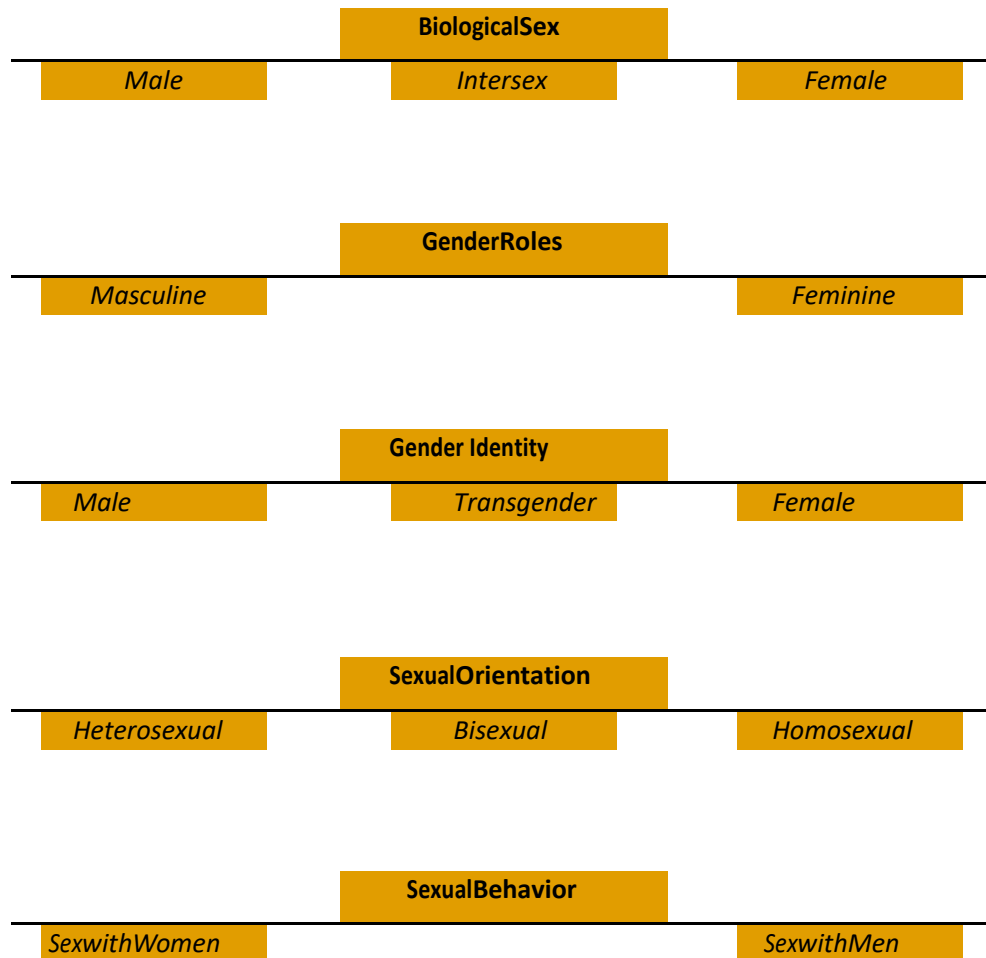 BiologicalSex
Male Intersex Female
GenderRoles
Masculine Feminine
Gender Identity
Male Transgender Female
SexualOrientation
Heterosexual Bisexual Homosexual
SexualBehavior
SexwithWomen SexwithMen